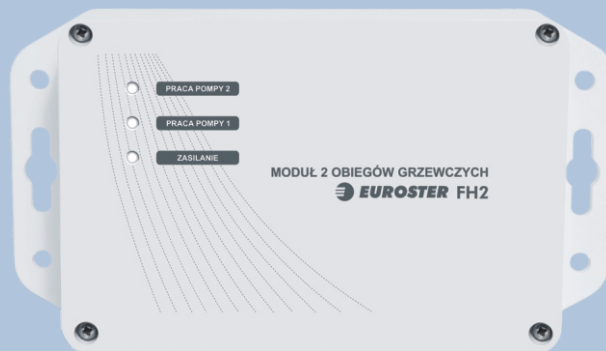 PRACA POMPY 2
PRACA POMPY 1
ZASILANIE
MODUŁ 2 OBIEGÓW GRZEWCZYCH
EUROSTER FH2